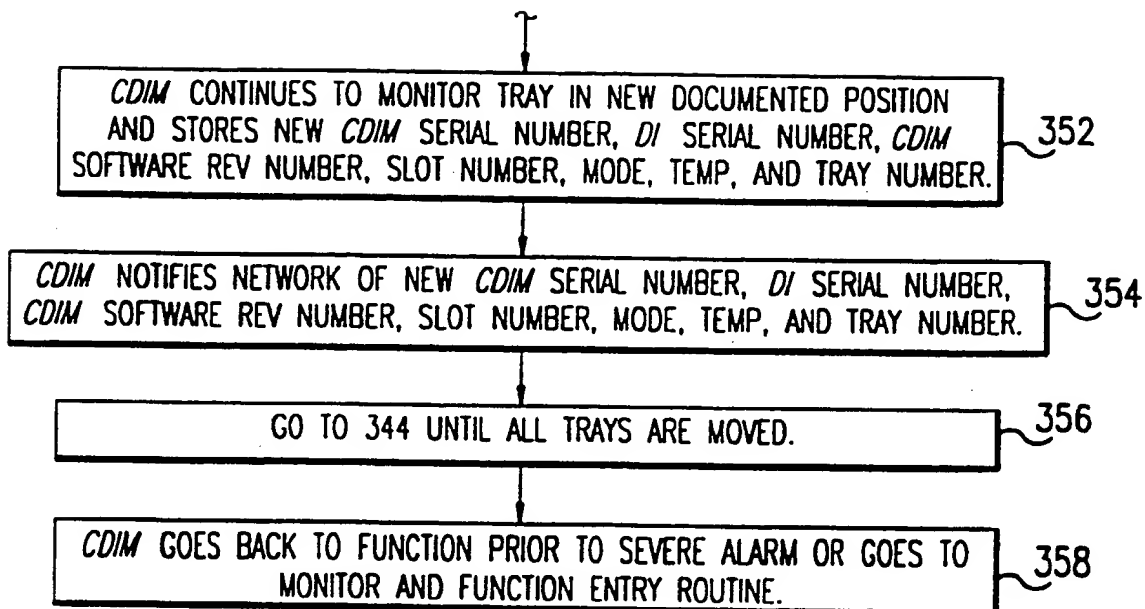 CDIM CONTINUES TO MONITOR TRAY IN NEW DOCUMENTED POSITION
AND STORES NEW CDIM SERIAL NUMBER, DI SERIAL NUMBER, CDIM
SOFTWARE REV NUMBER, SLOT NUMBER, MODE, TEMP, AND TRAY NUMBER.
352
CDIM NOTIFIES NETWORK OF NEW CDIM SERIAL NUMBER, DI SERIAL NUMBER,
CDIM SOFTWARE REV NUMBER, SLOT NUMBER, MODE, TEMP, AND TRAY NUMBER.
354
GO TO 344 UNTIL ALL TRAYS ARE MOVED.
356
CDIM GOES BACK TO FUNCTION PRIOR TO SEVERE ALARM OR GOES TO
MONITOR AND FUNCTION ENTRY ROUTINE.
358